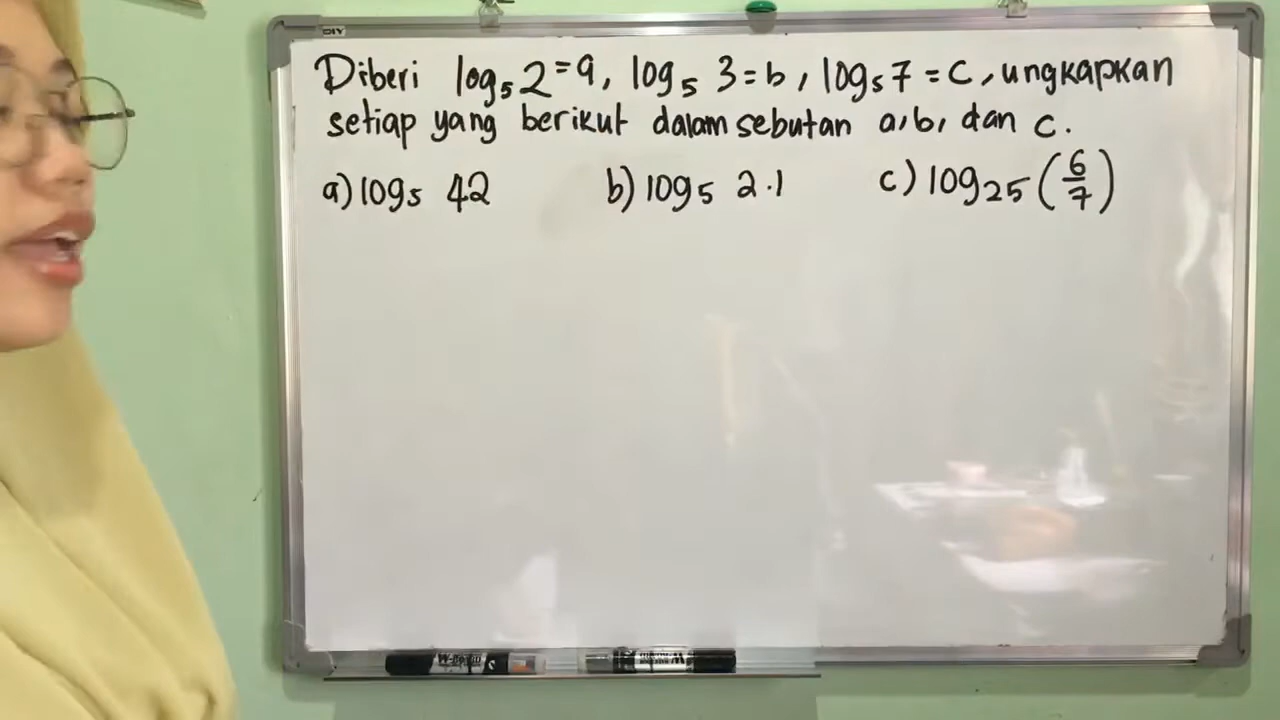 DIY
Diberi log₅ 2 = a, log₅ 3 = b, log₅ 7 = c, ungkapkan
setiap yang berikut dalam sebutan a, b, dan c.
a) log₅ 42 b) log₅ 2.1 c) log₂₅ (6/7)